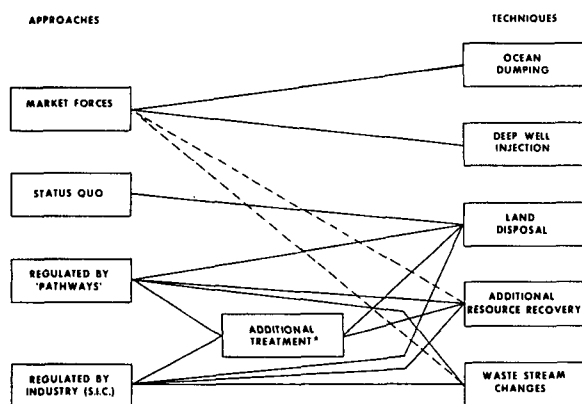 APPROACHES
TECHNIQUES
MARKET FORCES
OCEAN
DUMPING
DEEP WELL
INJECTION
STATUS QUO
LAND
DISPOSAL
REGULATED BY
'PATHWAYS'
ADDITIONAL
RESOURCE RECOVERY
ADDITIONAL
TREATMENT*
REGULATED BY
INDUSTRY (S.I.C.)
WASTE STREAM
CHANGES